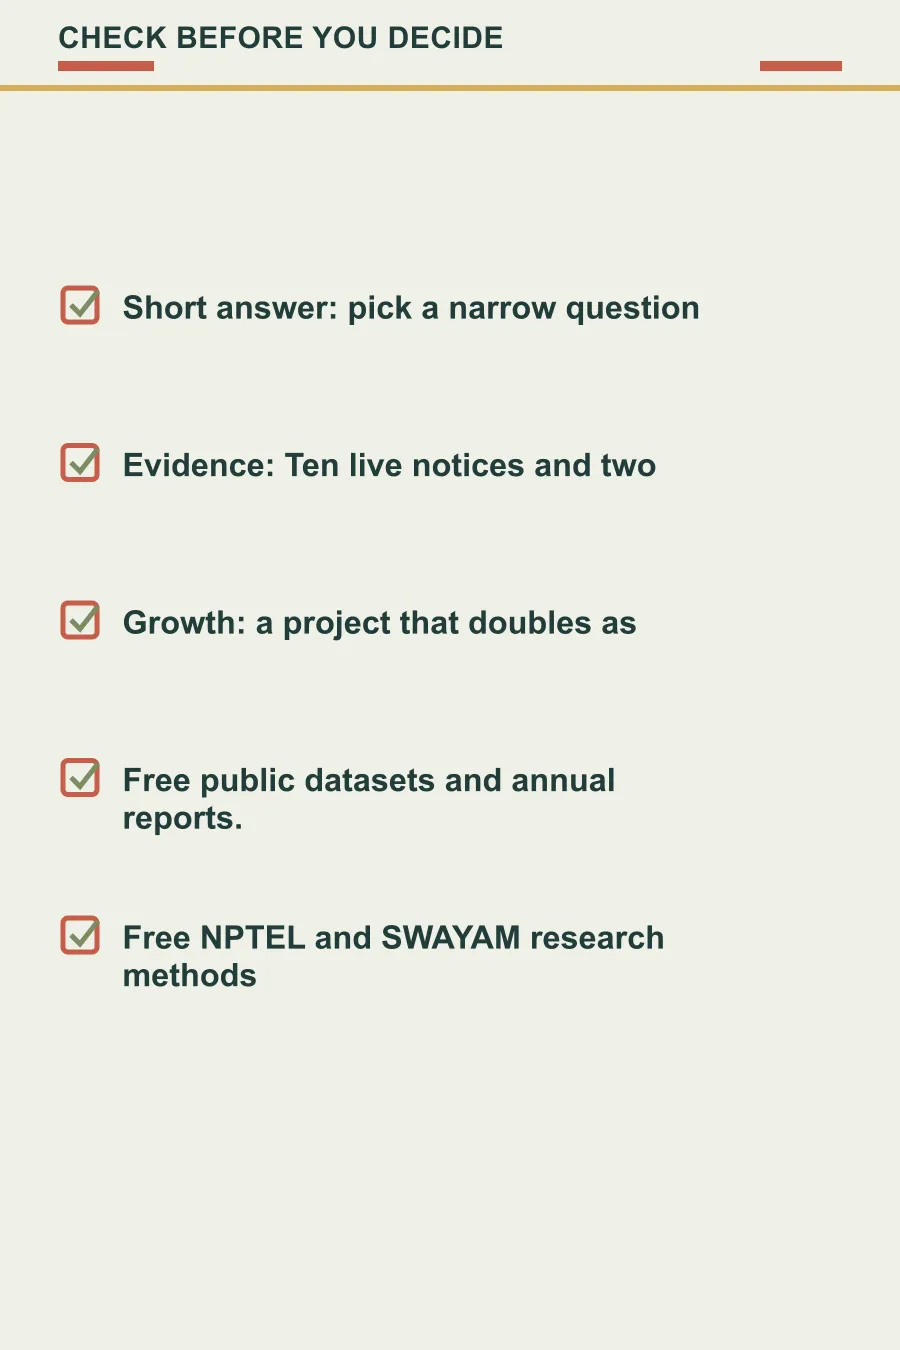 CHECK BEFORE YOU DECIDE
Short answer: pick a narrow question
Evidence: Ten live notices and two
Growth: a project that doubles as
Free public datasets and annual
reports.
Free NPTEL and SWAYAM research
methods